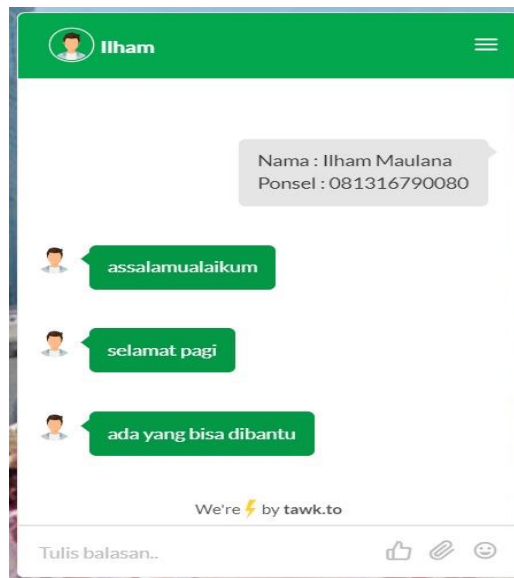 Ilham
Nama : Ilham Maulana
Ponsel : 081316790080
assalamualaikum
selamat pagi
ada yang bisa dibantu
We're ⚡ by tawk.to
Tulis balasan..